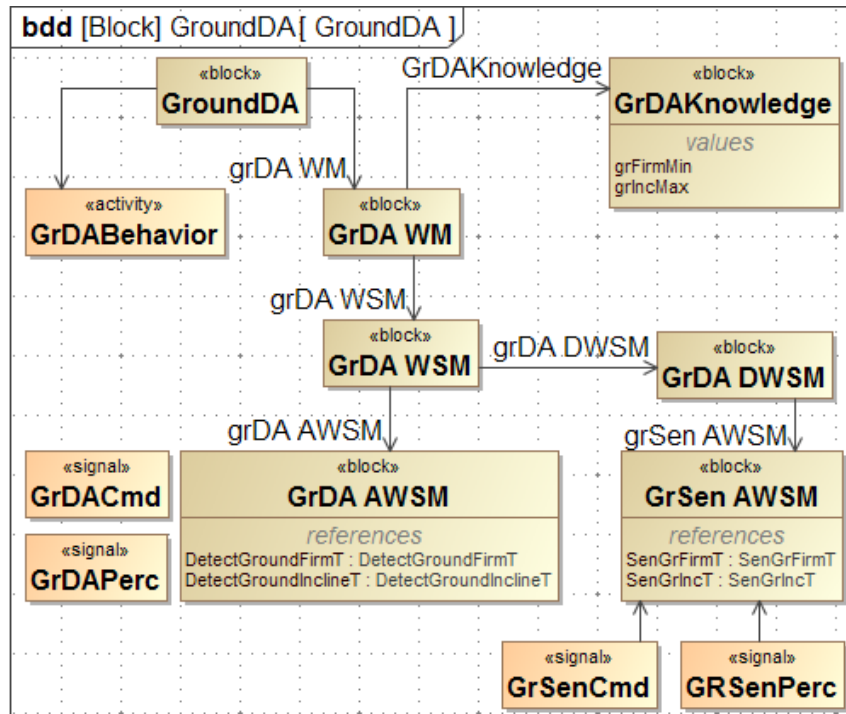 bdd [Block] GroundDA[ GroundDA ]
«block»
GroundDA
GrDAKnowledge
«block»
GrDAKnowledge
values
grFirmMin
grIncMax
grDA WM
«activity»
GrDABehavior
«block»
GrDA WM
grDA WSM
«block»
GrDA WSM
grDA DWSM
«block»
GrDA DWSM
grDA AWSM
grSen AWSM
«signal»
GrDACmd
«block»
GrDA AWSM
references
DetectGroundFirmT : DetectGroundFirmT
DetectGroundInclineT : DetectGroundInclineT
«block»
GrSen AWSM
references
SenGrFirmT : SenGrFirmT
SenGrIncT : SenGrIncT
«signal»
GrDAPerc
«signal»
GrSenCmd
«signal»
GRSenPerc